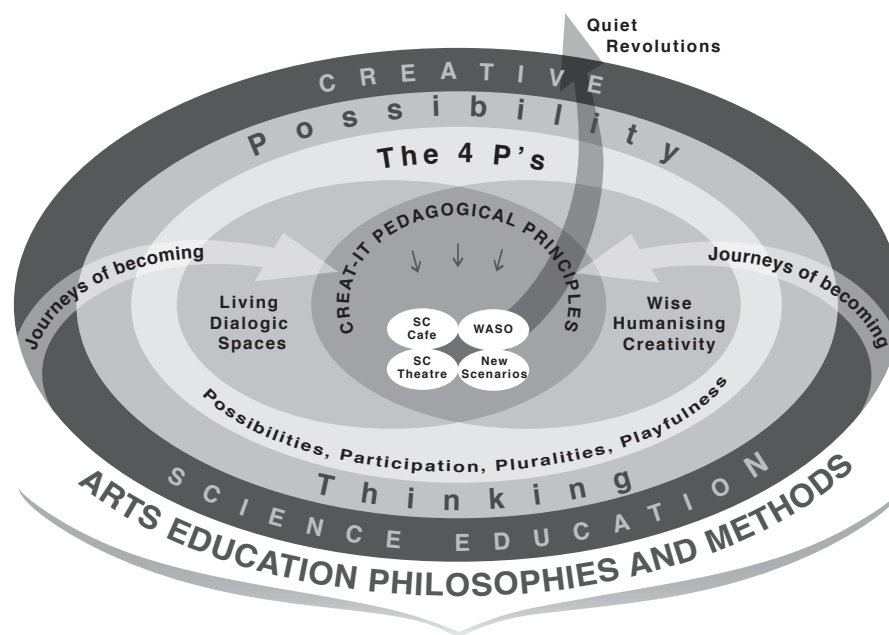 Quiet
Revolutions
CREATIVE
Possibility
The 4 P's
CREAT-IT PEDAGOGICAL PRINCIPLES
Journeys of becoming
Journeys of becoming
Living
Dialogic
Spaces
Wise
Humanising
Creativity
SC
Cafe
WASO
SC
Theatre
New
Scenarios
Possibilities, Participation, Pluralities, Playfulness
Thinking
SCIENCE EDUCATION
ARTS EDUCATION PHILOSOPHIES AND METHODS